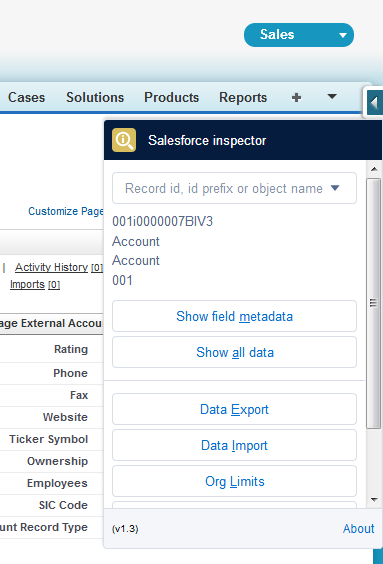 Sales
Cases Solutions Products Reports +
Salesforce inspector
Record id, id prefix or object name
001i0000007BlV3
Account
Account
001
Show field metadata
Show all data
Data Export
Data Import
Org Limits
(v1.3) About
Customize Page
| Activity History [0]
Imports [0]
age External Accou
Rating
Phone
Fax
Website
Ticker Symbol
Ownership
Employees
SIC Code
unt Record Type